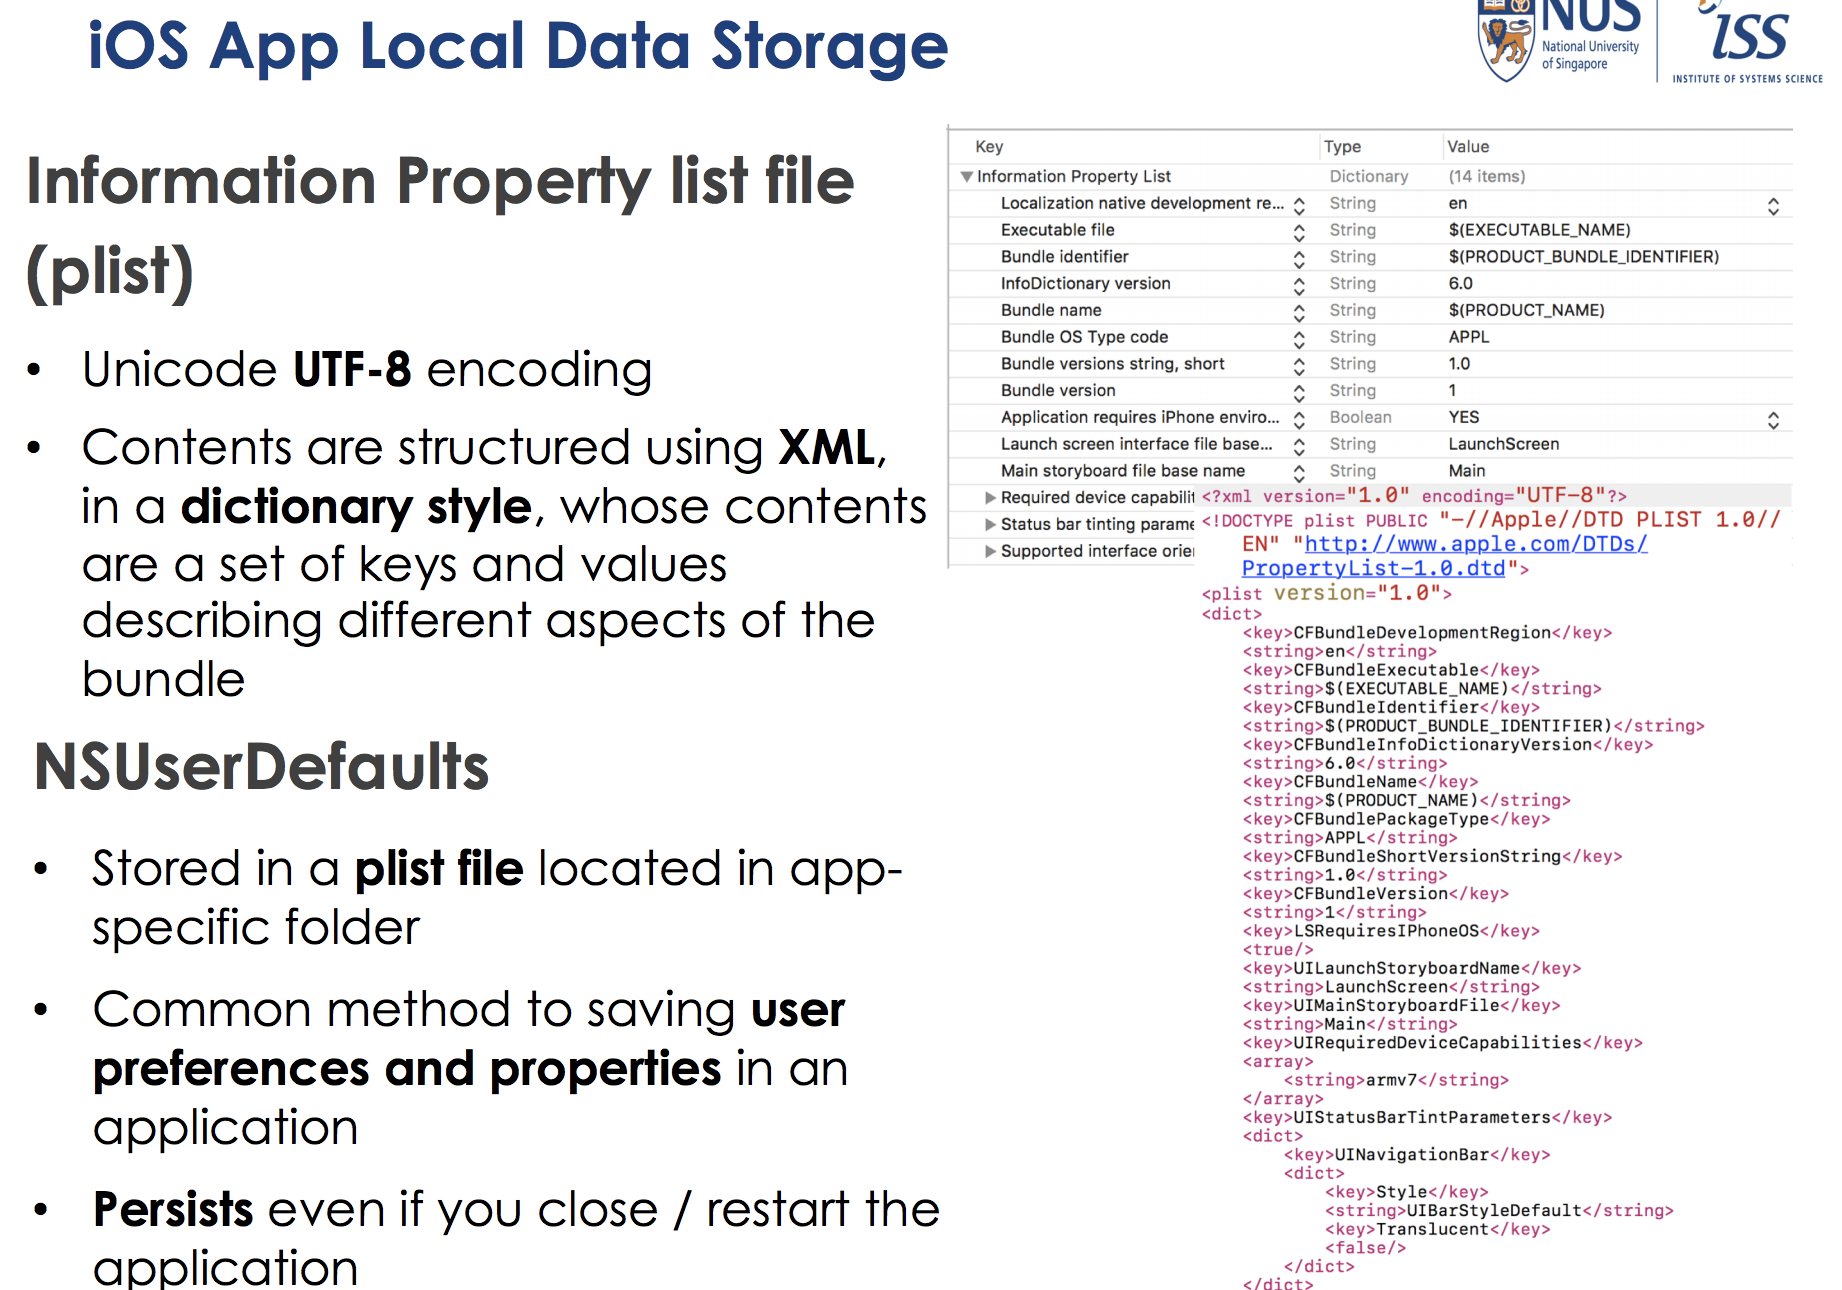 iOS App Local Data Storage
NUS
National University
of Singapore
iss
INSTITUTE OF SYSTEMS SCIENCE
Information Property list file
(plist)
• Unicode UTF-8 encoding
• Contents are structured using XML,
in a dictionary style, whose contents
are a set of keys and values
describing different aspects of the
bundle
NSUserDefaults
• Stored in a plist file located in app-
specific folder
• Common method to saving user
preferences and properties in an
application
• Persists even if you close / restart the
application
Key Type Value
Information Property List Dictionary (14 items)
Localization native development re... String en
Executable file String $(EXECUTABLE_NAME)
Bundle identifier String $(PRODUCT_BUNDLE_IDENTIFIER)
InfoDictionary version String 6.0
Bundle name String $(PRODUCT_NAME)
Bundle OS Type code String APPL
Bundle versions string, short String 1.0
Bundle version String 1
Application requires iPhone enviro... Boolean YES
Launch screen interface file base... String LaunchScreen
Main storyboard file base name String Main
Required device capabilit
Status bar tinting parame
Supported interface orie
<?xml version="1.0" encoding="UTF-8"?>
<!DOCTYPE plist PUBLIC "-//Apple//DTD PLIST 1.0//
EN" "http://www.apple.com/DTDs/
PropertyList-1.0.dtd">
<plist version="1.0">
<dict>
<key>CFBundleDevelopmentRegion</key>
<string>en</string>
<key>CFBundleExecutable</key>
<string>$(EXECUTABLE_NAME)</string>
<key>CFBundleIdentifier</key>
<string>$(PRODUCT_BUNDLE_IDENTIFIER)</string>
<key>CFBundleInfoDictionaryVersion</key>
<string>6.0</string>
<key>CFBundleName</key>
<string>$(PRODUCT_NAME)</string>
<key>CFBundlePackageType</key>
<string>APPL</string>
<key>CFBundleShortVersionString</key>
<string>1.0</string>
<key>CFBundleVersion</key>
<string>1</string>
<key>LSRequiresIPhoneOS</key>
<true/>
<key>UILaunchStoryboardName</key>
<string>LaunchScreen</string>
<key>UIMainStoryboardFile</key>
<string>Main</string>
<key>UIRequiredDeviceCapabilities</key>
<array>
<string>armv7</string>
</array>
<key>UIStatusBarTintParameters</key>
<dict>
<key>UINavigationBar</key>
<dict>
<key>Style</key>
<string>UIBarStyleDefault</string>
<key>Translucent</key>
<false/>
</dict>
</dict>